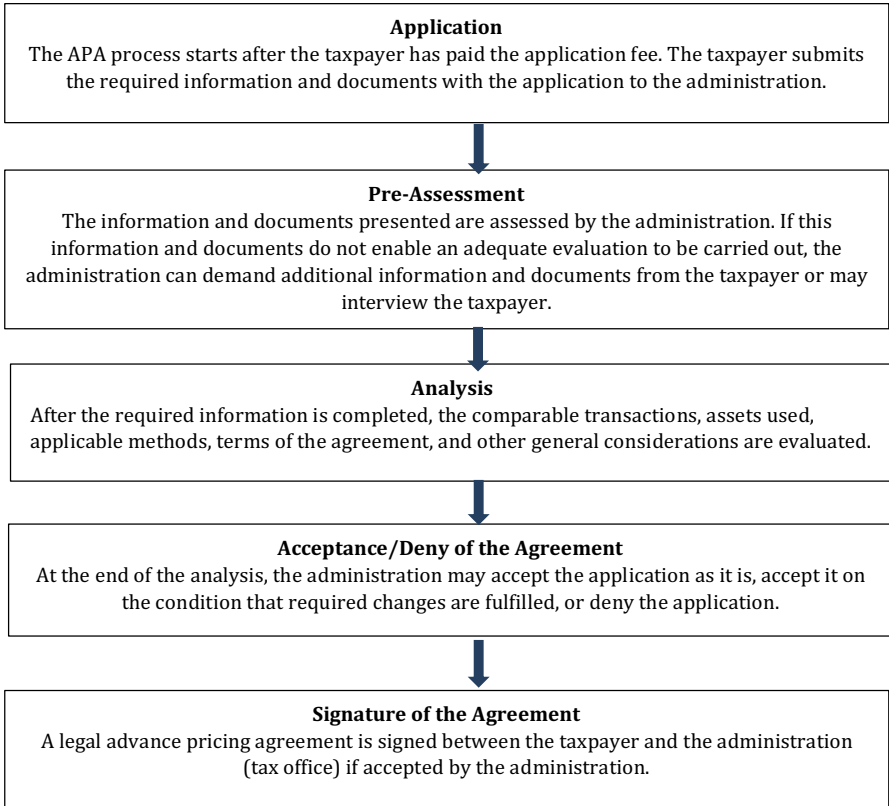 Application
The APA process starts after the taxpayer has paid the application fee. The taxpayer submits
the required information and documents with the application to the administration.
Pre-Assessment
The information and documents presented are assessed by the administration. If this
information and documents do not enable an adequate evaluation to be carried out, the
administration can demand additional information and documents from the taxpayer or may
interview the taxpayer.
Analysis
After the required information is completed, the comparable transactions, assets used,
applicable methods, terms of the agreement, and other general considerations are evaluated.
Acceptance/Deny of the Agreement
At the end of the analysis, the administration may accept the application as it is, accept it on
the condition that required changes are fulfilled, or deny the application.
Signature of the Agreement
A legal advance pricing agreement is signed between the taxpayer and the administration
(tax office) if accepted by the administration.